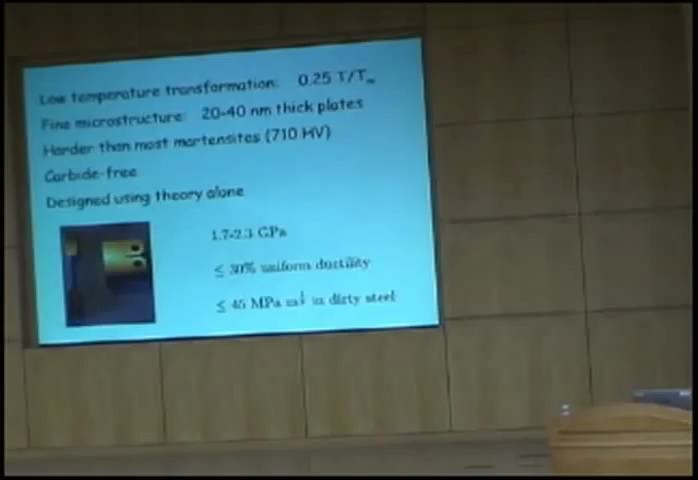 Low temperature transformation: 0.25 T/Tm
Fine microstructure: 20-40 nm thick plates
Harder than most martensites (710 HV)
Carbide-free
Designed using theory alone
1.7-2.3 GPa
≤ 30% uniform ductility
≤ 45 MPa m½ in dirty steel